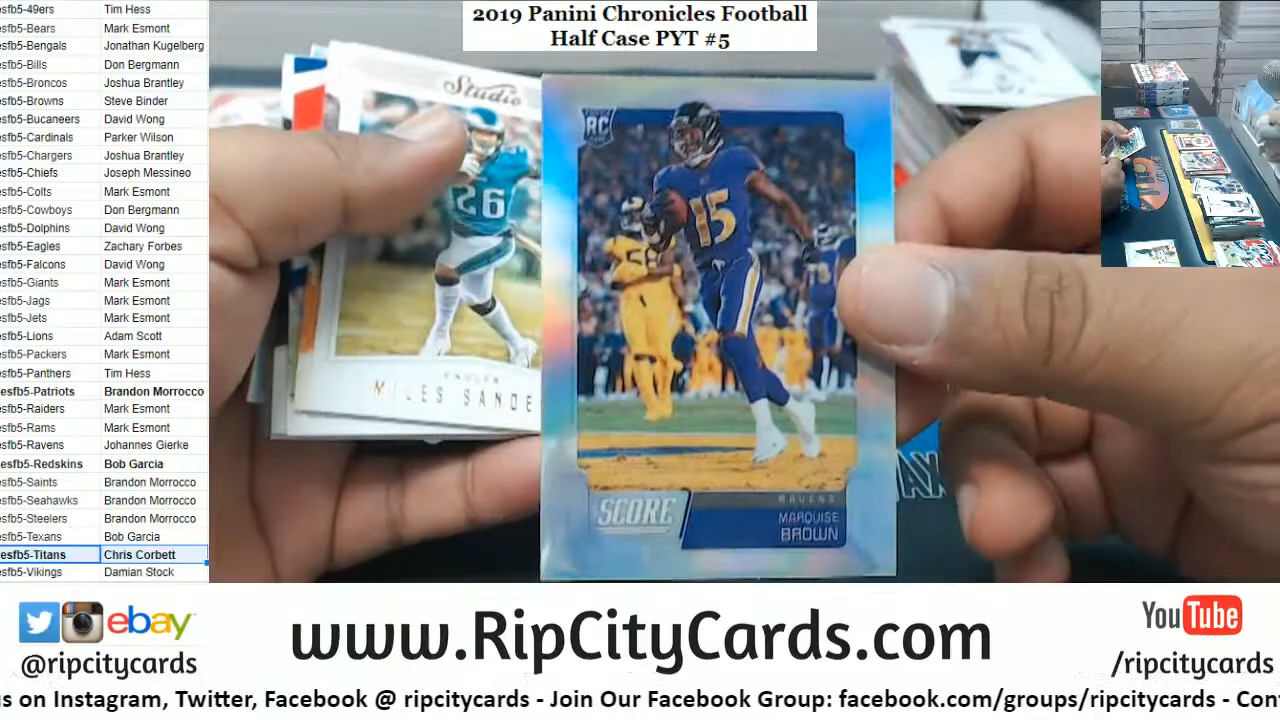 esfb5-49ers Tim Hess
esfb5-Bears Mark Esmont
esfb5-Bengals Jonathan Kugelberg
esfb5-Bills Don Bergmann
esfb5-Broncos Joshua Brantley
esfb5-Browns Steve Binder
esfb5-Bucaneers David Wong
esfb5-Cardinals Parker Wilson
esfb5-Chargers Joshua Brantley
esfb5-Chiefs Joseph Messineo
esfb5-Colts Mark Esmont
esfb5-Cowboys Don Bergmann
esfb5-Dolphins David Wong
esfb5-Eagles Zachary Forbes
esfb5-Falcons David Wong
esfb5-Giants Mark Esmont
esfb5-Jags Mark Esmont
esfb5-Jets Mark Esmont
esfb5-Lions Adam Scott
esfb5-Packers Mark Esmont
esfb5-Panthers Tim Hess
esfb5-Patriots Brandon Morrocco
esfb5-Raiders Mark Esmont
esfb5-Rams Mark Esmont
esfb5-Ravens Johannes Gierke
esfb5-Redskins Bob Garcia
esfb5-Saints Brandon Morrocco
esfb5-Seahawks Brandon Morrocco
esfb5-Steelers Brandon Morrocco
esfb5-Texans Bob Garcia
esfb5-Titans Chris Corbett
esfb5-Vikings Damian Stock
2019 Panini Chronicles Football
Half Case PYT #5
Studio
26
EAGLES
MILES SANDE
RC
15
58
SCORE
RAVENS
MARQUISE
BROWN
ebay
@ripcitycards
www.RipCityCards.com
YouTube
/ripcitycards
us on Instagram, Twitter, Facebook @ ripcitycards - Join Our Facebook Group: facebook.com/groups/ripcitycards - Con